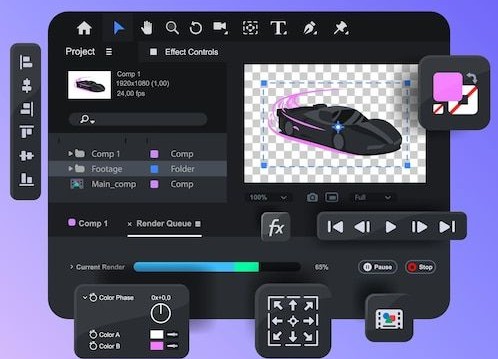 Project
Effect Controls
Comp 1
1920x1080 (1,00)
24,00 fps
Comp 1 Comp
Footage Folder
Main_comp Comp
100% Full
Comp 1 × Render Queue
fx
Current Render 65% Pause Stop
Color Phase 0x+0,0
Color A
Color B